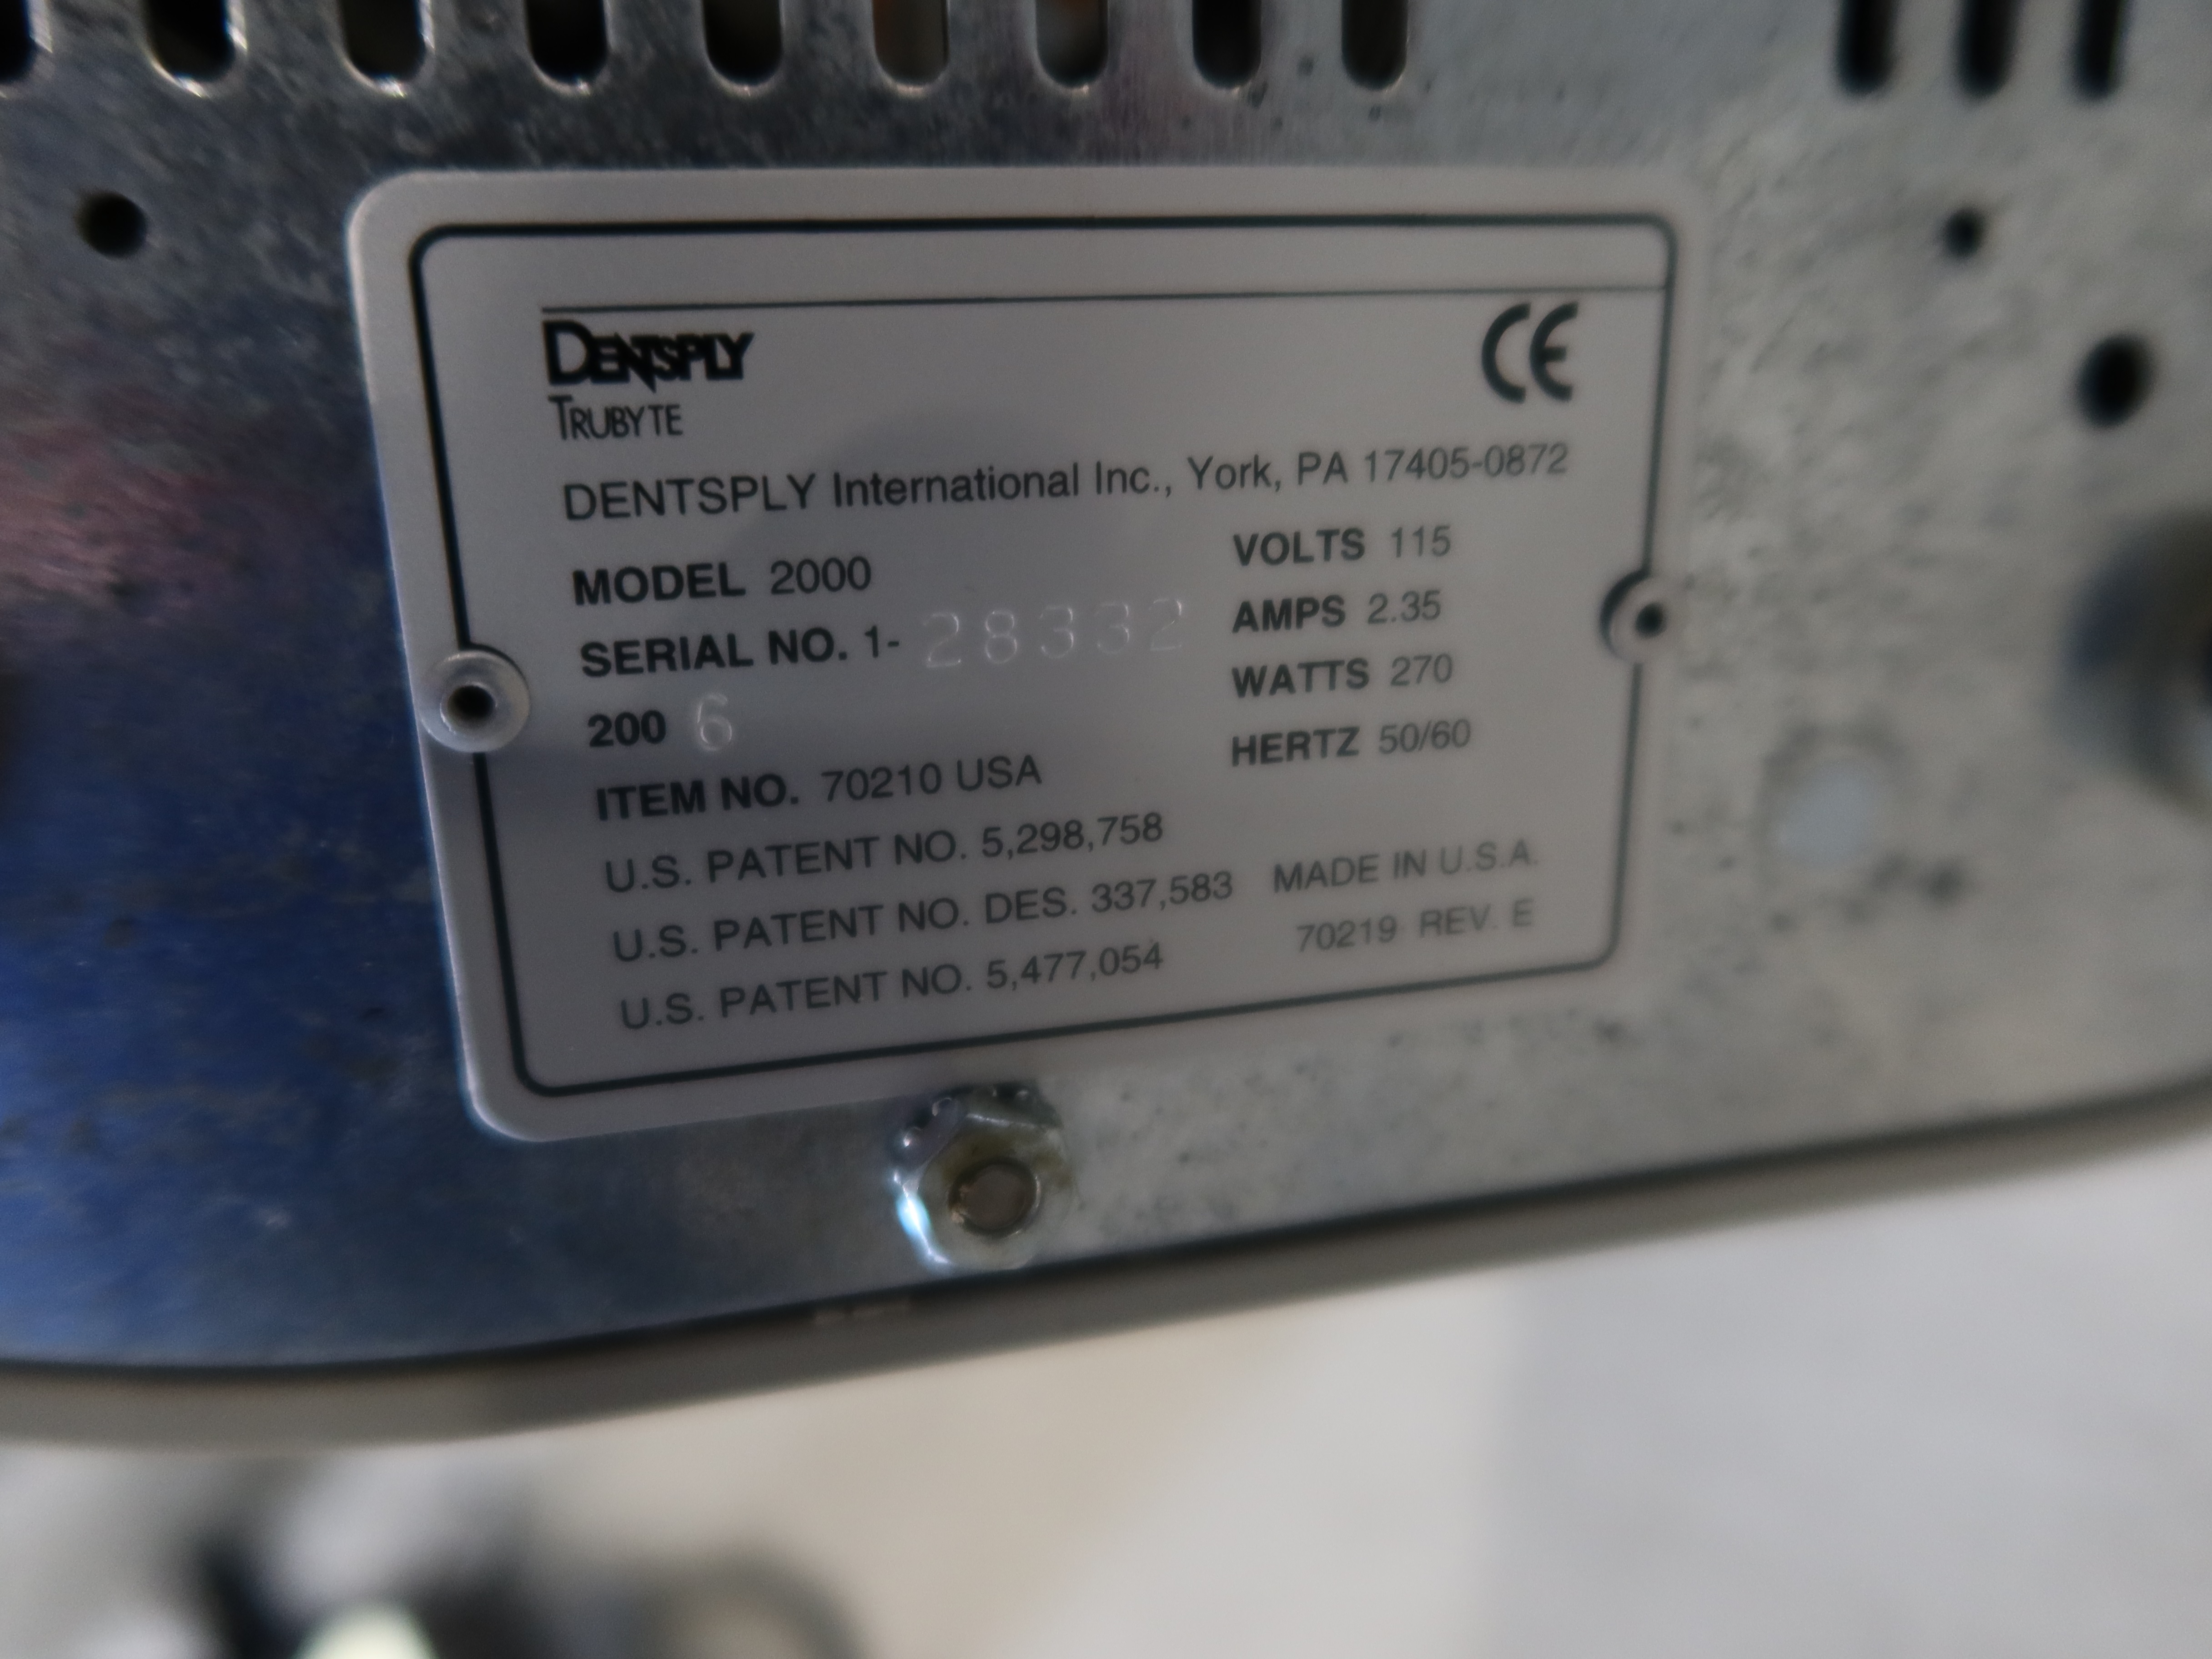 DENTSPLY
TRUBYTE
CE
DENTSPLY International Inc., York, PA 17405-0872
MODEL 2000
SERIAL NO. 1- 28332
200 6
ITEM NO. 70210 USA
U.S. PATENT NO. 5,298,758
U.S. PATENT NO. DES. 337,583
U.S. PATENT NO. 5,477,054
VOLTS 115
AMPS 2.35
WATTS 270
HERTZ 50/60
MADE IN U.S.A.
70219 REV. E